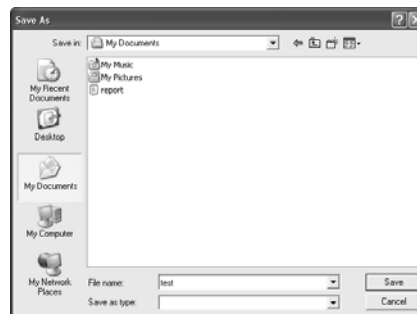 Save As
Save in:
My Documents
My Recent
Documents
Desktop
My Documents
My Computer
My Network
Places
My Music
My Pictures
report
File name:
test
Save
Save as type:
Cancel